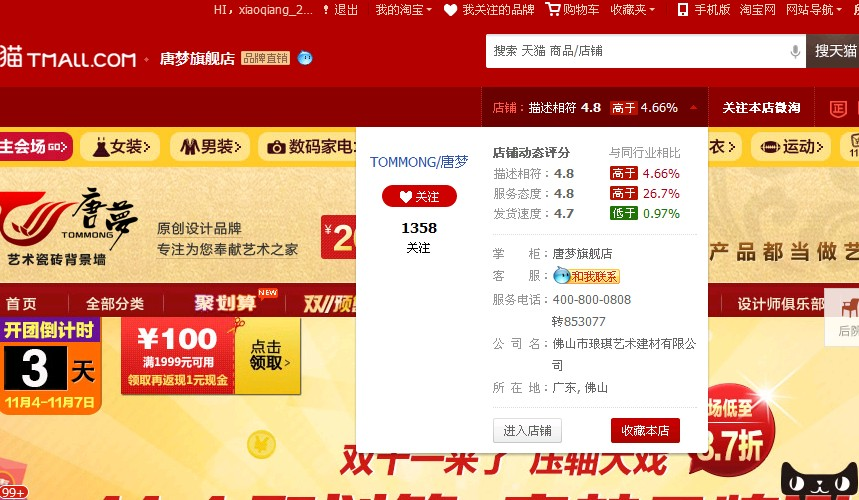 HI，xiaoqiang_2... 退出 我的淘宝 我关注的品牌 购物车 收藏夹 手机版 淘宝网 网站导航
猫 TMALL.COM 唐梦旗舰店 品牌直销
搜索 天猫 商品/店铺 搜天猫
店铺：描述相符 4.8 高于 4.66% 关注本店微淘 正
主会场 GO> 女装> 男装> 数码家电 衣> 运动>
TOMMONG/唐梦
关注
1358
关注
店铺动态评分 与同行业相比
描述相符：4.8 高于 4.66%
服务态度：4.8 高于 26.7%
发货速度：4.7 低于 0.97%
掌 柜：唐梦旗舰店
客 服：和我联系
服务电话：400-800-0808
转853077
公 司 名：佛山市琅琪艺术建材有限公
司
所 在 地：广东, 佛山
进入店铺 收藏本店
唐夢
TOMMONG
艺术瓷砖背景墙
原创设计品牌
专注为您奉献艺术之家
¥20
产品都当做艺
首页 全部分类 聚划算 NEW 双//预售 设计师俱乐部
开团倒计时
3天
11月4~11月7日
¥100
满1999元可用
领取再返现1元现金
点击
领取>
场低至
3.7折
双十一来了 压轴大戏
99+